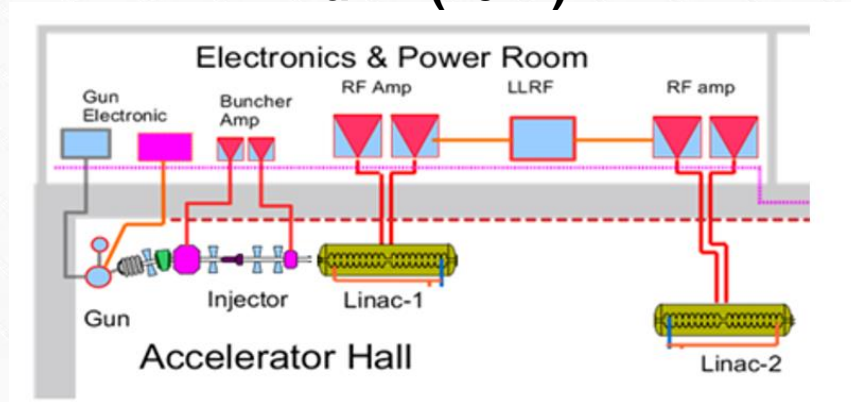 Electronics & Power Room
Gun
Electronic
Buncher
Amp
RF Amp
LLRF
RF amp
Gun
Injector
Linac-1
Linac-2
Accelerator Hall